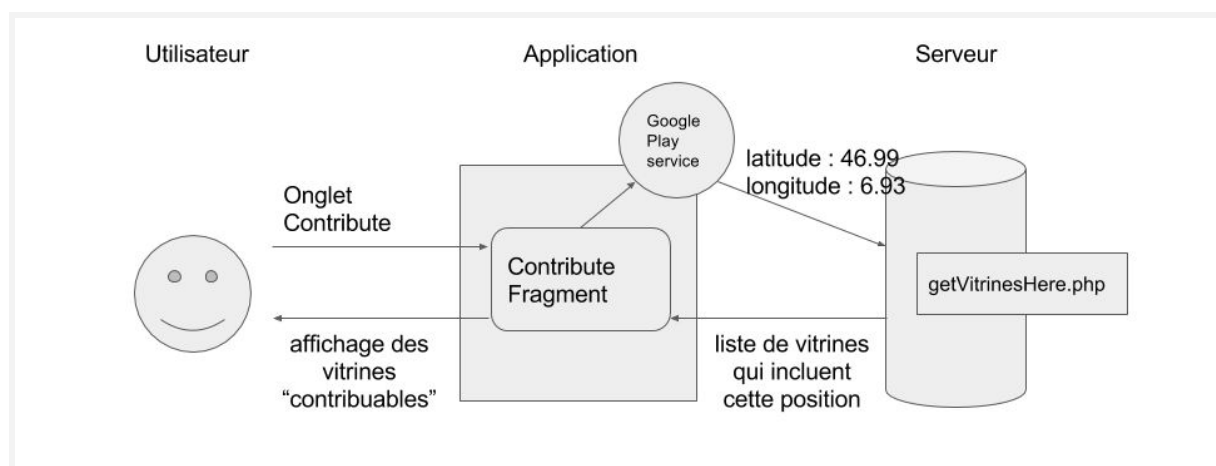 Utilisateur
Application
Serveur
Google
Play
service
latitude : 46.99
longitude : 6.93
Onglet
Contribute
Contribute
Fragment
getVitrinesHere.php
affichage des
vitrines
“contribuables”
liste de vitrines
qui incluent
cette position